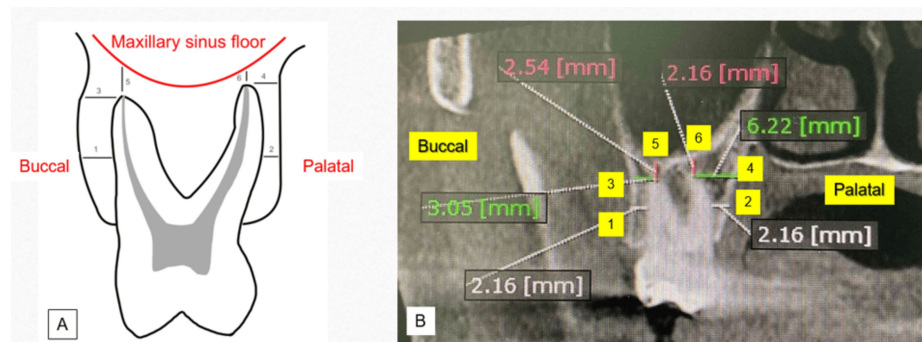 Maxillary sinus floor
5
6
4
3
1
2
Buccal
Palatal
A
2.54 [mm]
2.16 [mm]
6.22 [mm]
Buccal
5
6
3
4
Palatal
3.05 [mm]
1
2
2.16 [mm]
2.16 [mm]
B